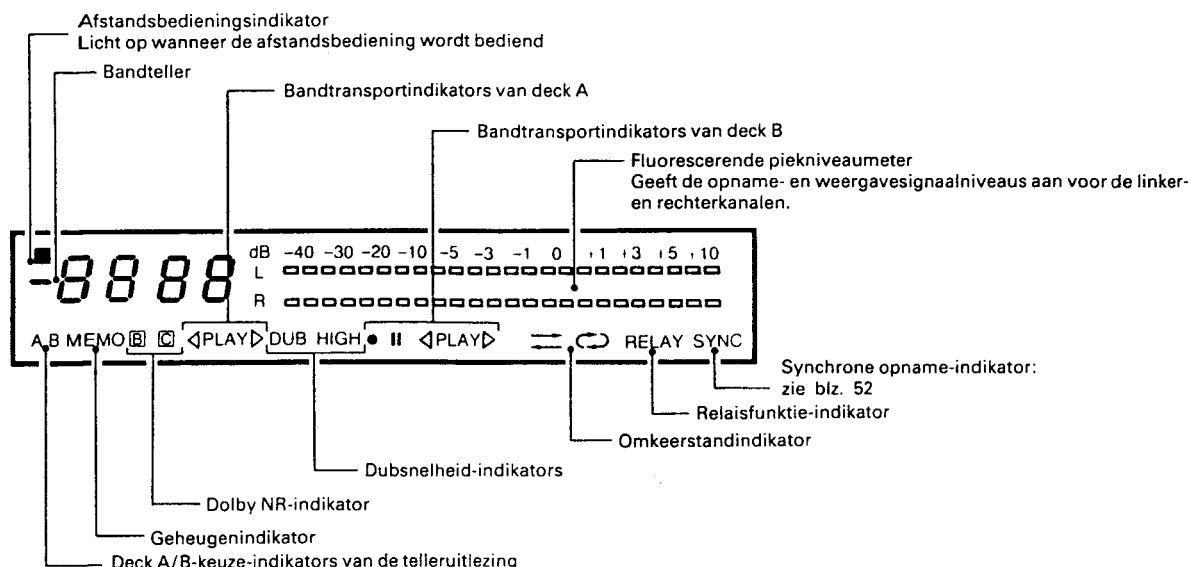 Afstandsbedieningsindikator
Licht op wanneer de afstandsbediening wordt bediend
Bandteller
Bandtransportindikators van deck A
Bandtransportindikators van deck B
Fluorescerende piekniveaumeter
Geeft de opname- en weergavesignaalniveaus aan voor de linker-
en rechterkanalen.
-8888
dB -40 -30 -20 -10 -5 -3 -1 0 +1 +3 +5 +10
L
R
A B MEMO B C ◁PLAY▷ DUB HIGH ● II ◁PLAY▷ RELAY SYNC
Synchrone opname-indikator:
zie blz. 52
Relaisfunktie-indikator
Omkeerstandindikator
Dubsnelheid-indikators
Dolby NR-indikator
Geheugenindikator
Deck A/B-keuze-indikators van de telleruitlezing